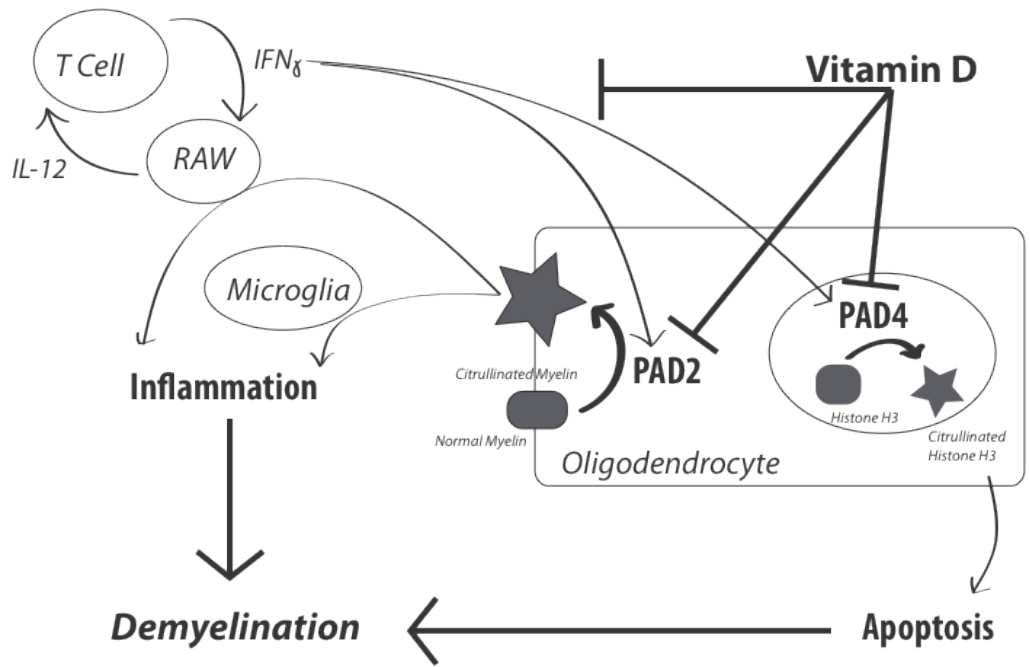 T Cell
IFNɣ
Vitamin D
RAW
IL-12
Microglia
PAD4
PAD2
Citrullinated Myelin
Inflammation
Histone H3
Normal Myelin
Citrullinated
Histone H3
Oligodendrocyte
Demyelination
Apoptosis